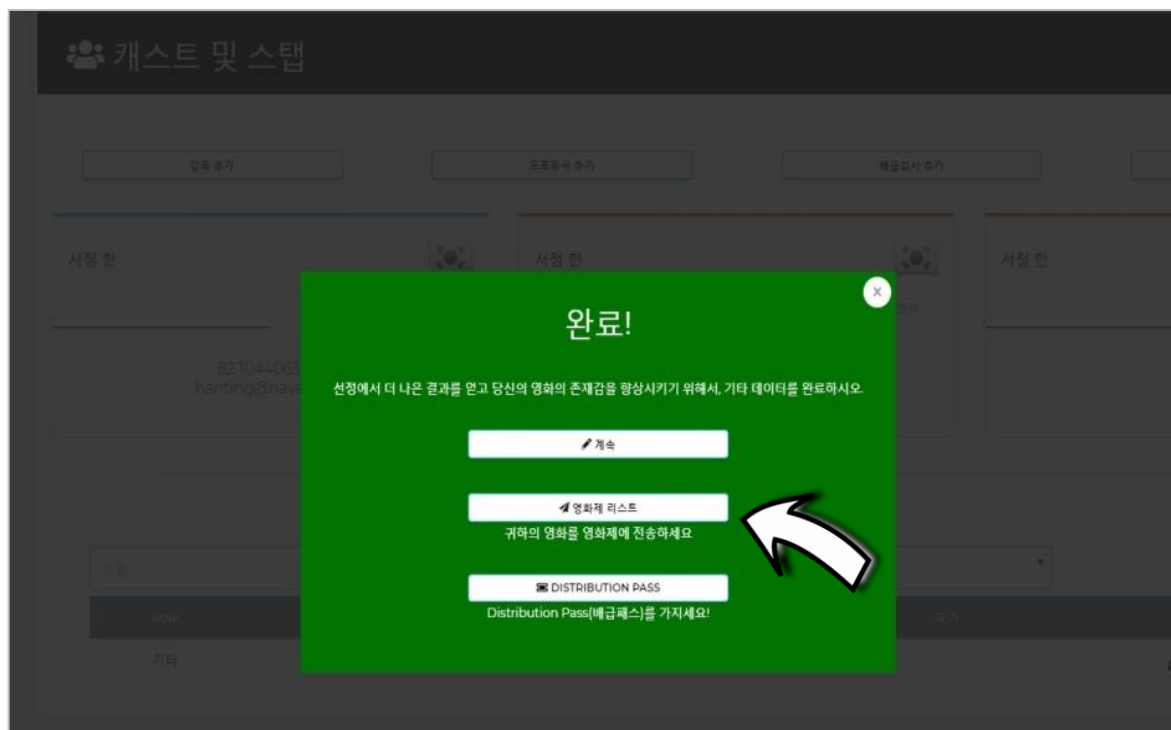 캐스트 및 스탭
감독 추가
프로듀서 추가
배급회사 추가
서정 한
서정 한
서정 한
완료!
X
선정에서 더 나은 결과를 얻고 당신의 영화의 존재감을 향상시키기 위해서, 기타 데이터를 완료하시오.
계속
영화제 리스트
귀하의 영화를 영화제에 전송하세요
DISTRIBUTION PASS
Distribution Pass(배급패스)를 가지세요!
이름
Role
국가
기타